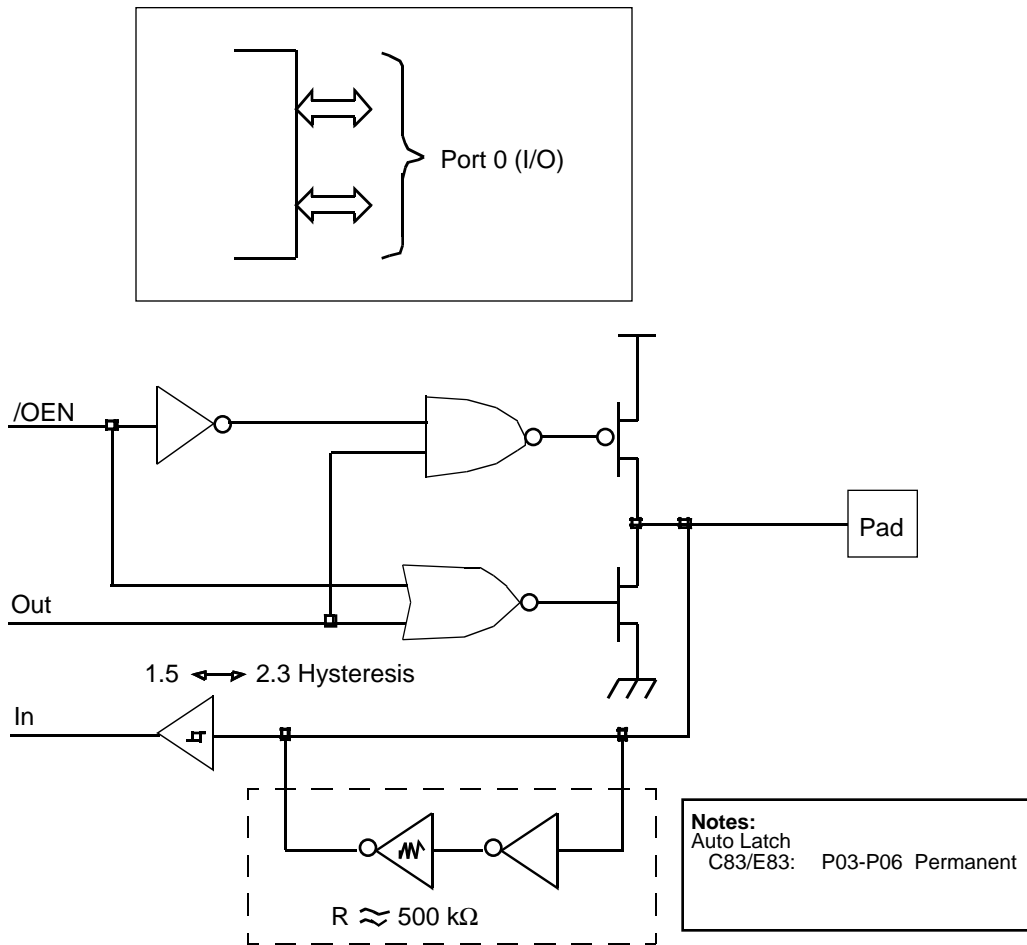 Port 0 (I/O)
/OEN
Pad
Out
1.5 2.3 Hysteresis
In
R ≈ 500 kΩ
Notes:
Auto Latch
C83/E83: P03-P06 Permanent